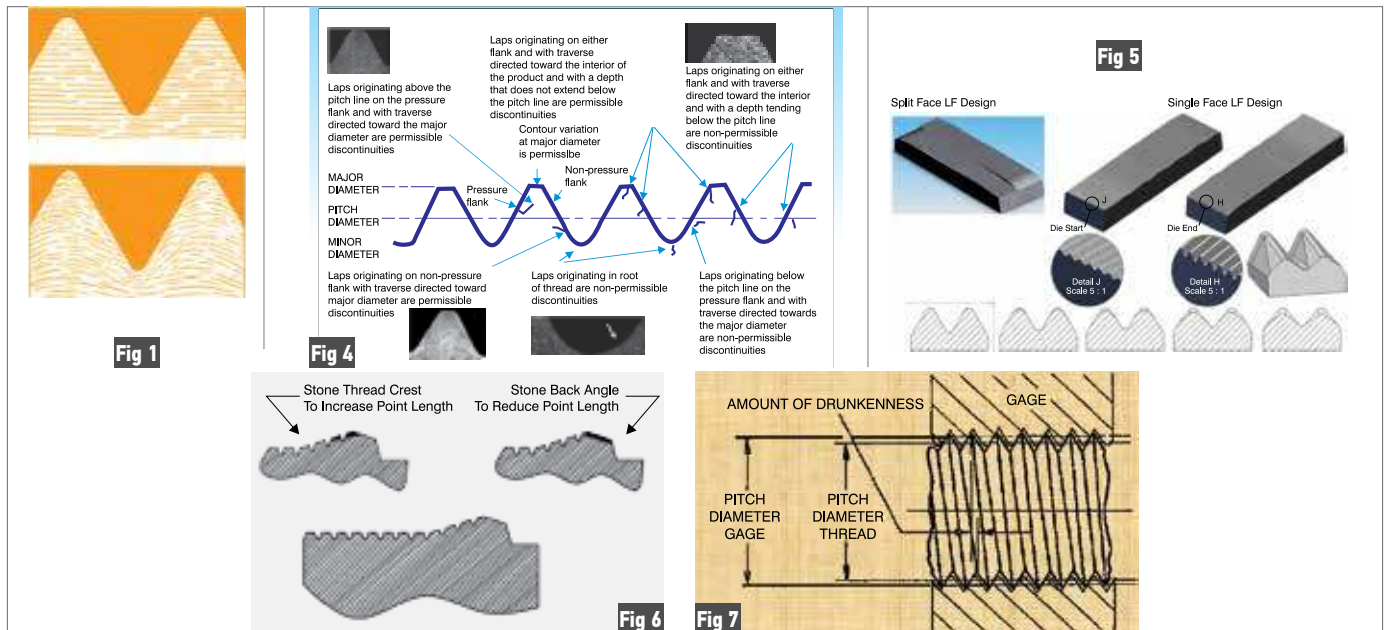 Fig 1
Laps originating above the
pitch line on the pressure
flank and with traverse
directed toward the major
diameter are permissible
discontinuities
Laps originating on either
flank and with traverse
directed toward the interior of
the product and with a depth
that does not extend below
the pitch line are permissible
discontinuities
Contour variation
at major diameter
is permisslbe
Laps originating on either
flank and with traverse
directed toward the interior
and with a depth tending
below the pitch line
are non-permissible
discontinuities
MAJOR
DIAMETER
PITCH
DIAMETER
MINOR
DIAMETER
Pressure
flank
Non-pressure
flank
Laps originating on non-pressure
flank with traverse directed toward
major diameter are permissible
discontinuities
Laps originating in root
of thread are non-permissible
discontinuities
Laps originating below
the pitch line on the
pressure flank and with
traverse directed towards
the major diameter
are non-permissible
discontinuities
Fig 4
Fig 5
Split Face LF Design
Single Face LF Design
J
Die Start
H
Die End
Detail J
Scale 5 : 1
Detail H
Scale 5 : 1
Stone Thread Crest
To Increase Point Length
Stone Back Angle
To Reduce Point Length
Fig 6
AMOUNT OF DRUNKENNESS
GAGE
PITCH
DIAMETER
GAGE
PITCH
DIAMETER
THREAD
Fig 7